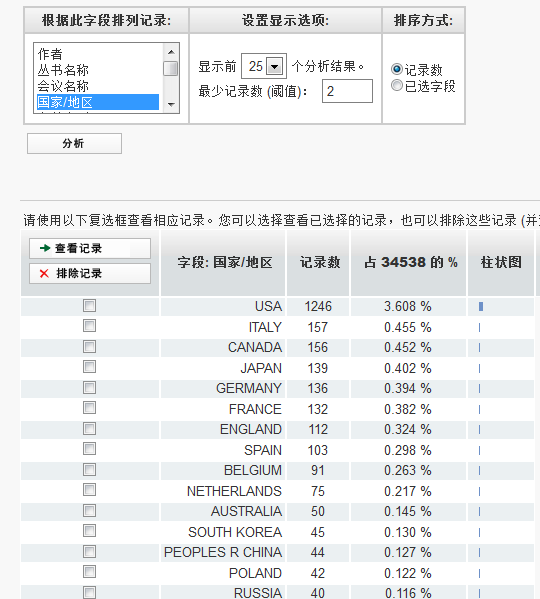 根据此字段排列记录: 设置显示选项: 排序方式:
作者
丛书名称
会议名称
国家/地区
显示前 25 个分析结果。
最少记录数 (阈值): 2
记录数
已选字段
分析
请使用以下复选框查看相应记录。您可以选择查看已选择的记录，也可以排除这些记录 (并
查看记录
排除记录
字段: 国家/地区 记录数 占 34538 的 % 柱状图
USA 1246 3.608 %
ITALY 157 0.455 %
CANADA 156 0.452 %
JAPAN 139 0.402 %
GERMANY 136 0.394 %
FRANCE 132 0.382 %
ENGLAND 112 0.324 %
SPAIN 103 0.298 %
BELGIUM 91 0.263 %
NETHERLANDS 75 0.217 %
AUSTRALIA 50 0.145 %
SOUTH KOREA 45 0.130 %
PEOPLES R CHINA 44 0.127 %
POLAND 42 0.122 %
RUSSIA 40 0.116 %